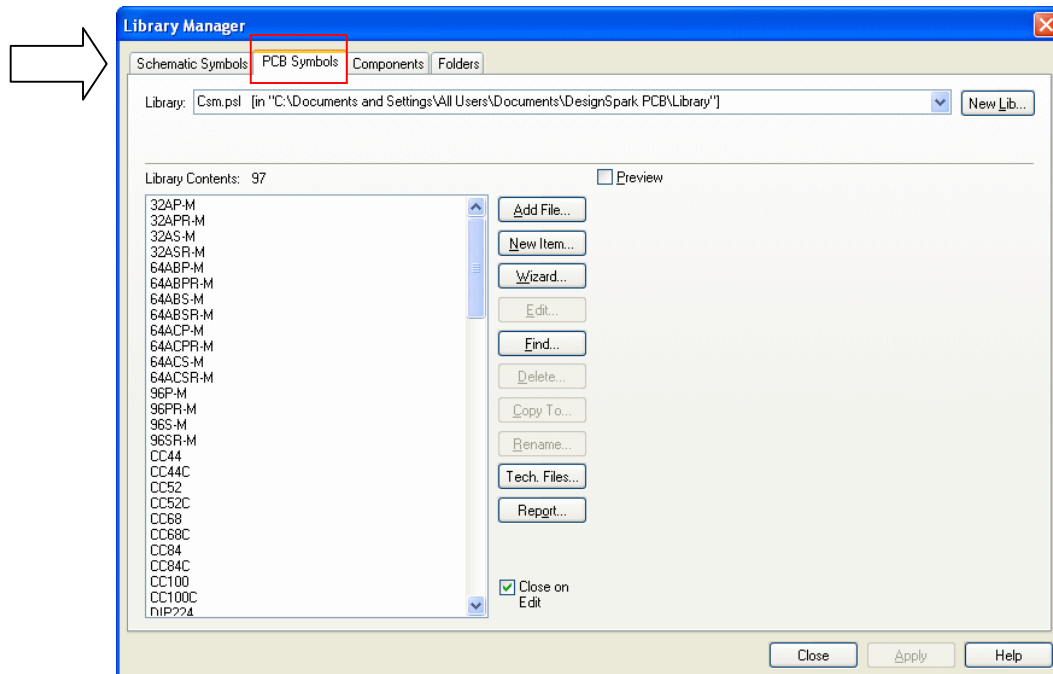 Library Manager
Schematic Symbols PCB Symbols Components Folders
Library: Csm.psl [in "C:\Documents and Settings\All Users\Documents\DesignSpark PCB\Library"] New Lib...
Library Contents: 97 Preview
32AP-M
32APR-M
32AS-M
32ASR-M
64ABP-M
64ABPR-M
64ABS-M
64ABSR-M
64ACP-M
64ACPR-M
64ACS-M
64ACSR-M
96P-M
96PR-M
96S-M
96SR-M
CC44
CC44C
CC52
CC52C
CC68
CC68C
CC84
CC84C
CC100
CC100C
DIP224
Add File...
New Item...
Wizard...
Edit...
Find...
Delete...
Copy To...
Rename...
Tech. Files...
Report...
Close on
Edit
Close Apply Help